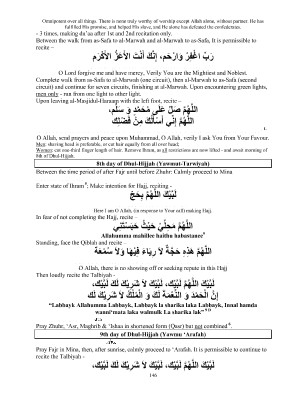 Omnipotent over all things. There is none truly worthy of worship except Allah alone, without partner. He has
fulfilled His promise, and helped His slave, and He alone has defeated the confederates.
- 3 times, making du'aa after 1st and 2nd recitation only.
Between the walk from as-Safa to al-Marwah and al-Marwah to as-Safa, It is permissible to
recite –
رَبِّ اغْفِرْ وَارْحَم، إِنَّكَ أَنْتَ الأَعَزُّ الأَكْرَم
O Lord forgive me and have mercy, Verily You are the Mightiest and Noblest.
Complete walk from as-Safa to al-Marwah (one circuit), then al-Marwah to as-Safa (second
circuit) and continue for seven circuits, finishing at al-Marwah. Upon encountering green lights,
men only – run from one light to other light.
Upon leaving al-Masjidul-Haraam with the left foot, recite –
اللَّهُمَّ صَلِّ عَلَى مُحَمَّدٍ وَ سَلِّم،
اللَّهُمَّ إِنِّي أَسْأَلُكَ مِنْ فَضْلِكَ
O Allah, send prayers and peace upon Muhammad, O Allah, verily I ask You from Your Favour.
Men: shaving head is preferable, or cut hair equally from all over head;
Women: cut one-third finger length of hair. Remove Ihram, as all restrictions are now lifted - and await morning of
8th of Dhul-Hijjah.
8th day of Dhul-Hijjah (Yawmut-Tarwiyah)
Between the time period of after Fajr until before Zhuhr: Calmly proceed to Mina
Enter state of Ihram. Make intention for Hajj, reciting -
لَبَّيْكَ اللَّهُمَّ بِحَجٍّ
Here I am O Allah, (in response to Your call) making Hajj.
In fear of not completing the Hajj, recite –
اللَّهُمَّ مَحِلِّي حَيْثُ حَبَسْتَنِي
Allahumma mahillee haithu habastanee
Standing, face the Qiblah and recite -
اللَّهُمَّ هَذِهِ حَجَّةٌ لَا رِيَاءَ فِيْهَا وَلَا سُمْعَة
O Allah, there is no showing off or seeking repute in this Hajj
Then loudly recite the Talbiyah -
لَبَّيْكَ اللَّهُمَّ لَبَّيْكَ، لَبَّيْكَ لَا شَرِيْكَ لَكَ لَبَّيْكَ،
إِنَّ الْحَمْدَ وَ النِّعْمَةَ لَكَ وَ الْمُلْكُ لَا شَرِيْكَ لَكَ
"Labbayk Allahumma Labbayk, Labbayk la sharika laka Labbayk, Innal hamda
wanni'mata laka walmulk La sharika lak"
Pray Zhuhr, 'Asr, Maghrib & 'Ishaa in shortened form (Qasr) but not combined.
9th day of Dhul-Hijjah (Yawmu 'Arafah)
Pray Fajr in Mina, then, after sunrise, calmly proceed to 'Arafah. It is permissible to continue to
recite the Talbiyah -
لَبَّيْكَ اللَّهُمَّ لَبَّيْكَ، لَبَّيْكَ لَا شَرِيْكَ لَكَ لَبَّيْكَ،
146